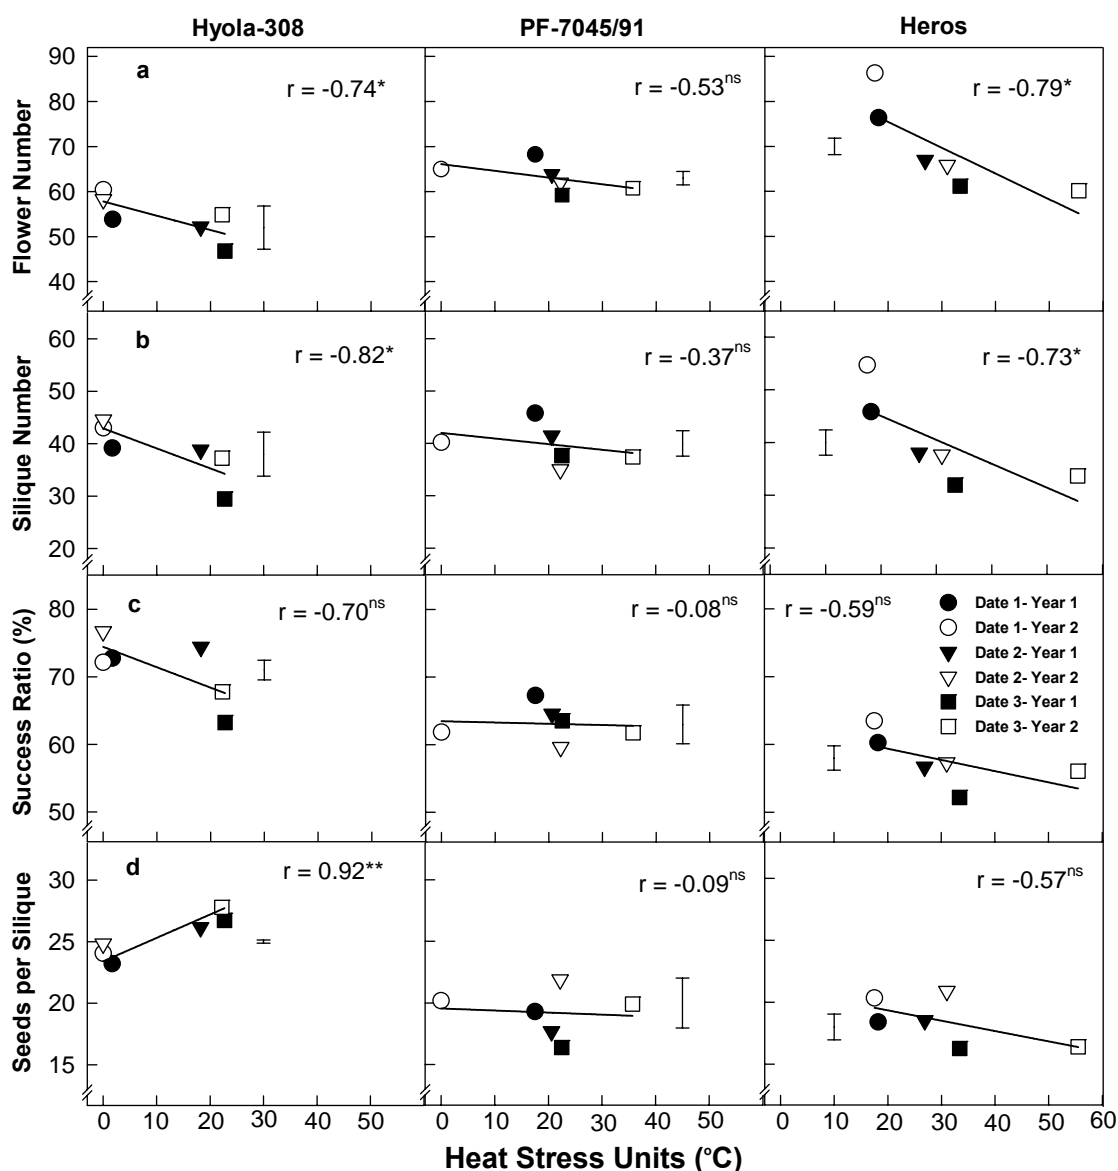 Hyola-308 PF-7045/91 Heros
Flower Number
90
80
70
60
50
40
a
r = -0.74*
r = -0.53ns
r = -0.79*
Silique Number
60
50
40
30
20
b
r = -0.82*
r = -0.37ns
r = -0.73*
Success Ratio (%)
80
70
60
50
c
r = -0.70ns
r = -0.08ns
r = -0.59ns
Date 1- Year 1
Date 1- Year 2
Date 2- Year 1
Date 2- Year 2
Date 3- Year 1
Date 3- Year 2
Seeds per Silique
30
25
20
15
d
r = 0.92**
r = -0.09ns
r = -0.57ns
0 10 20 30 40 50 0 10 20 30 40 50 0 10 20 30 40 50 60
Heat Stress Units (°C)